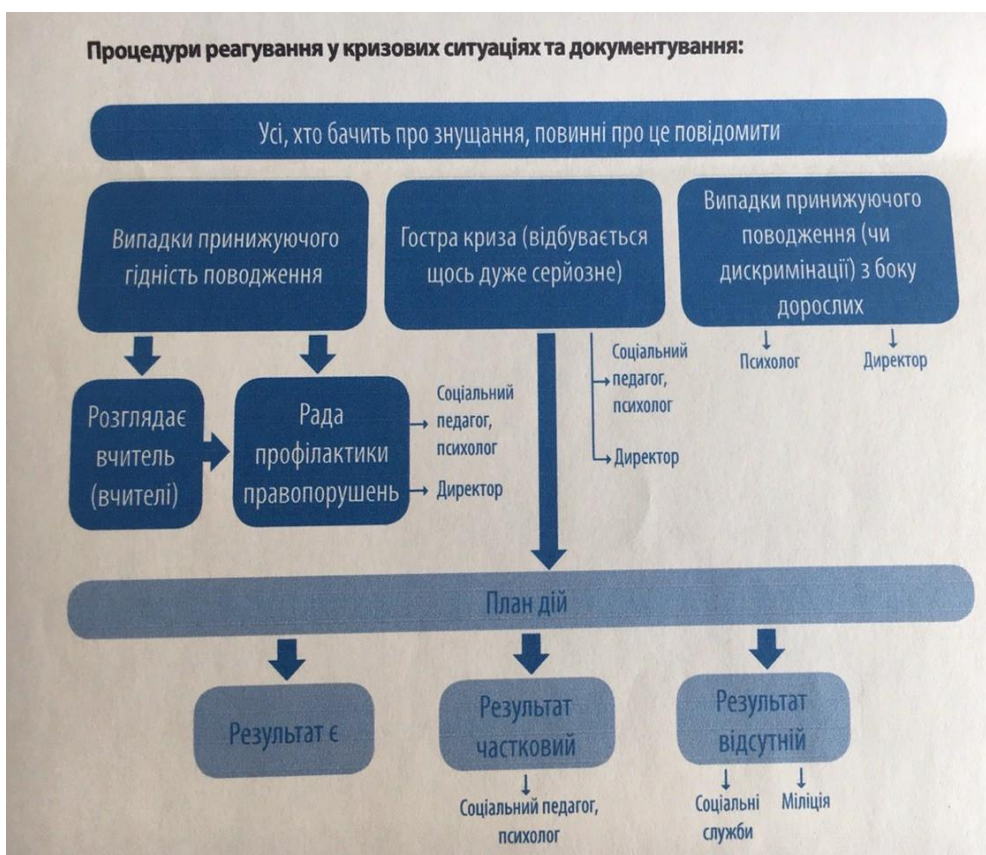 Процедури реагування у кризових ситуаціях та документування:
Усі, хто бачить про знущання, повинні про це повідомити
Випадки принижуючого
гідність поводження
Гостра криза (відбувається
щось дуже серйозне)
Випадки принижуючого
поводження (чи
дискримінації) з боку
дорослих
Розглядає
вчитель
(вчителі)
Рада
профілактики
правопорушень
Соціальний
педагог,
психолог
Директор
Соціальний
педагог,
психолог
Директор
Психолог
Директор
План дій
Результат є
Результат
частковий
Результат
відсутній
Соціальний педагог,
психолог
Соціальні
служби
Міліція